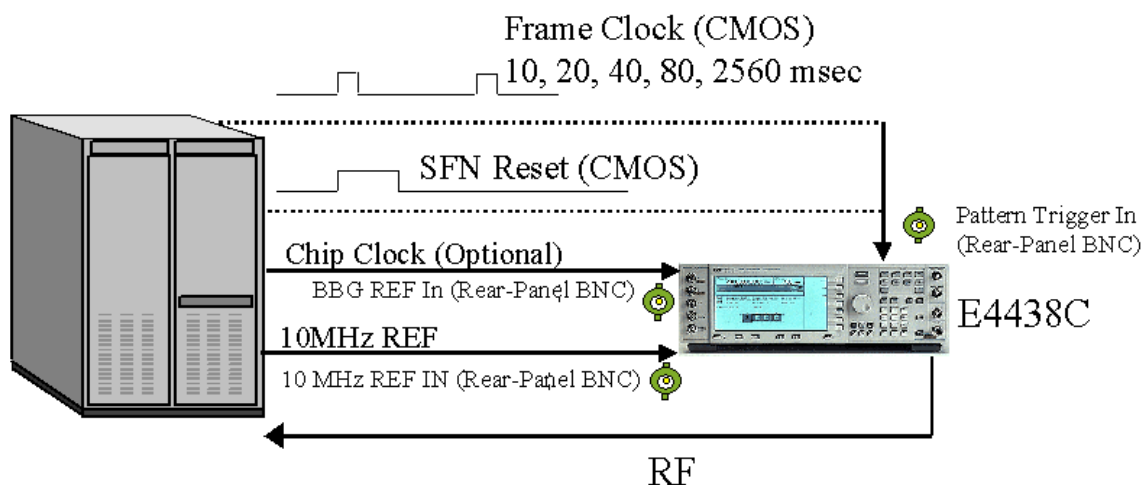 Frame Clock (CMOS)
10, 20, 40, 80, 2560 msec
SFN Reset (CMOS)
Pattern Trigger In
(Rear-Panel BNC)
Chip Clock (Optional)
BBG REF In (Rear-Panel BNC)
E4438C
10MHz REF
10 MHz REF IN (Rear-Panel BNC)
RF